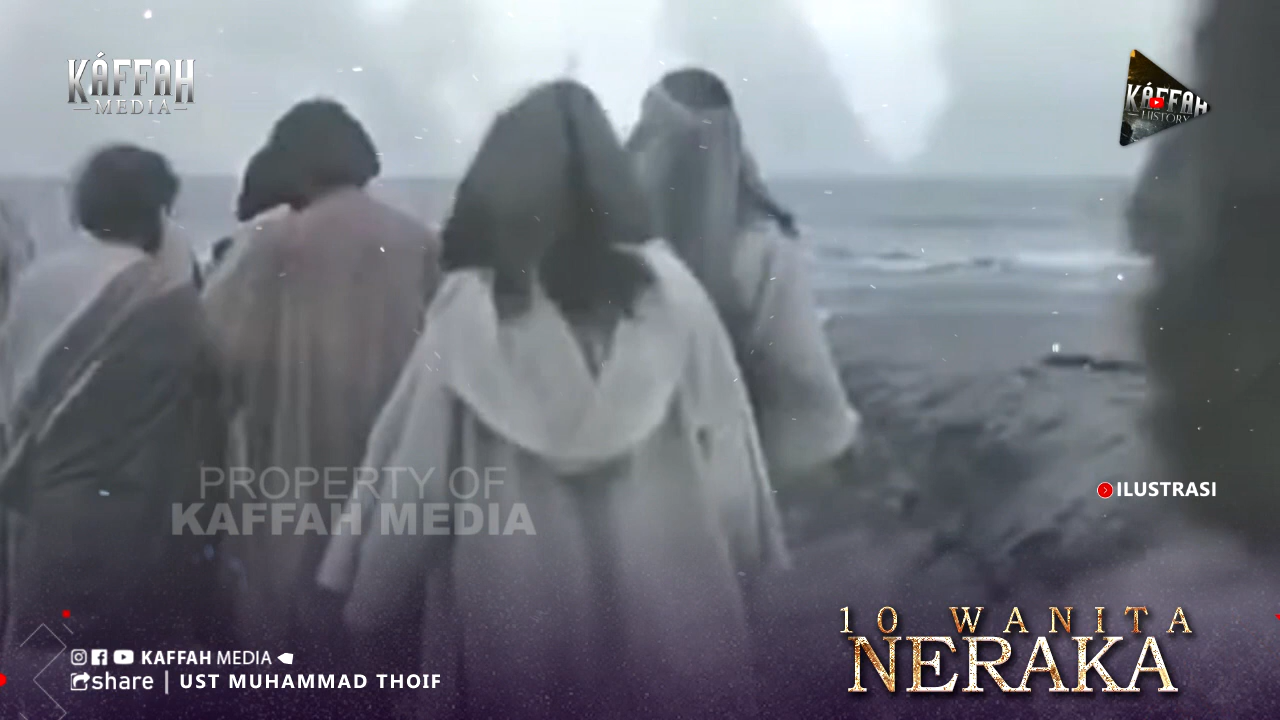 KÁFFAH
MEDIA
KÁFFAH
HISTORY
PROPERTY OF
KAFFAH MEDIA
ILUSTRASI
10 WANITA
NERAKA
KAFFAH MEDIA
share | UST MUHAMMAD THOIF